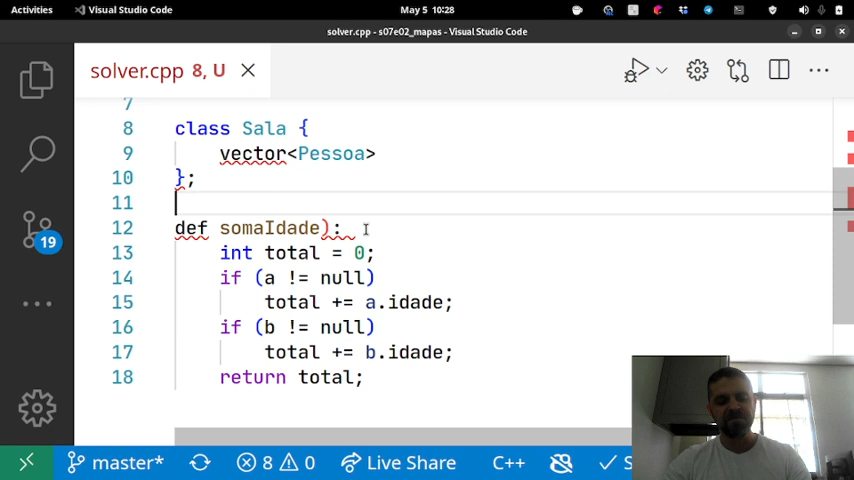 Activities Visual Studio Code May 5 10:28
solver.cpp - s07e02_mapas - Visual Studio Code
solver.cpp 8, U
7
8 class Sala {
9 vector<Pessoa>
10 };
11
12 def somaIdade):
13 int total = 0;
14 if (a != null)
15 total += a.idade;
16 if (b != null)
17 total += b.idade;
18 return total;
19
master* 8 0 Live Share C++ S